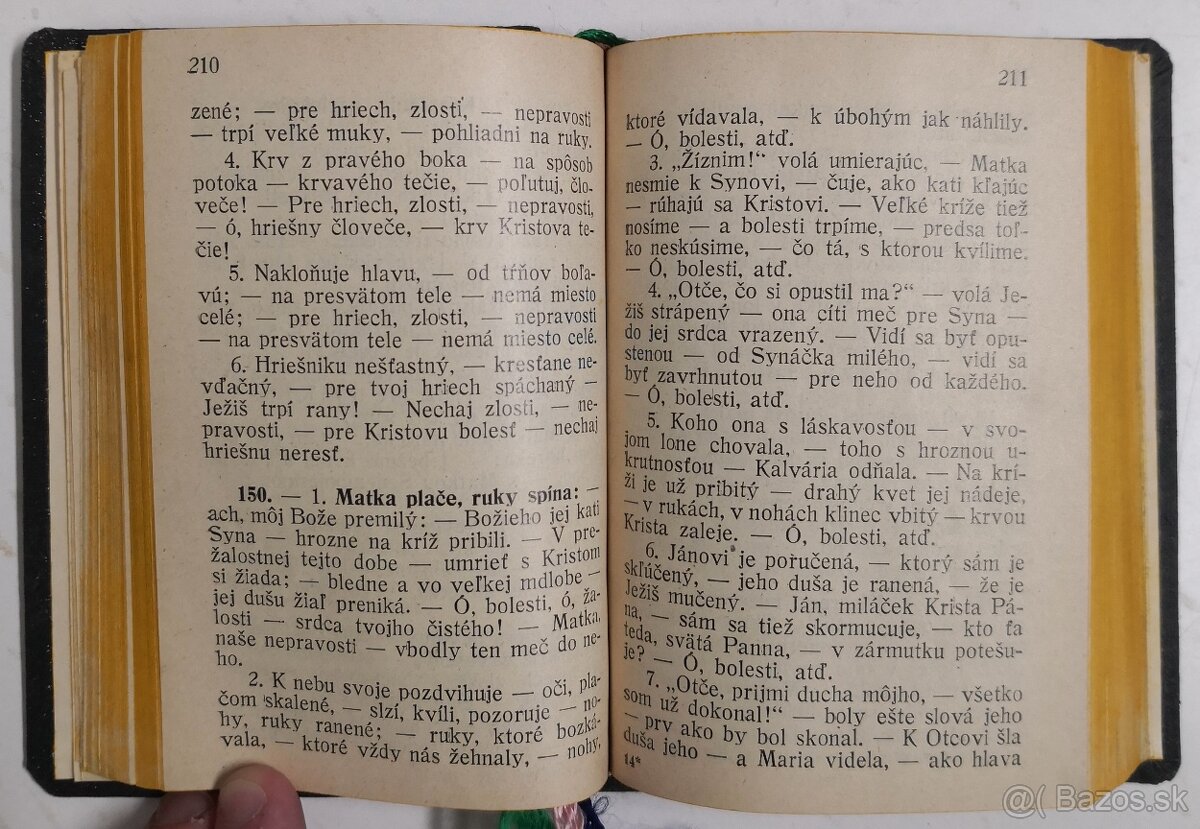 210
zené; — pre hriech, zlosti, — nepravosti
— trpí veľké muky, — pohliadni na ruky.
4. Krv z pravého boka — na spôsob
potoka — krvavého tečie, — poľutuj, člo-
veče! — Pre hriech, zlosti, — nepravosti,
— ó, hriešny človeče, — krv Kristova te-
čie!
5. Nakloňuje hlavu, — od tŕňov boľa-
vú; — na presvätom tele — nemá miesto
celé; — pre hriech, zlosti, — nepravosti
— na presvätom tele — nemá miesto celé.
6. Hriešniku nešťastný, — kresťane ne-
vďačný, — pre tvoj hriech spáchaný —
Ježiš trpí rany! — Nechaj zlosti, — ne-
pravosti, — pre Kristovu bolesť — nechaj
hriešnu neresť.
150. — 1. Matka plače, ruky spína: —
ach, môj Bože premilý: — Božieho jej kati
Syna — hrozne na kríž pribili. — V pre-
žalostnej tejto dobe — umrieť s Kristom
si žiada; — bledne a vo veľkej mdlobe —
jej dušu žiaľ preniká. — Ó, bolesti, ó, ža-
losti — srdca tvojho čistého! — Matka,
naše nepravosti — vbodly ten meč do ne-
ho.
2. K nebu svoje pozdvihuje — oči, pla-
čom skalené, — slzí, kvíli, pozoruje — no-
hy, ruky ranené; — ruky, ktoré bozká-
vala, — ktoré vždy nás žehnaly, — nohy,
211
ktoré vídavala, — k úbohým jak náhlily.
— Ó, bolesti, atď.
3. „Žíznim!“ volá umierajúc, — Matka
nesmie k Synovi, — čuje, ako kati kľajúc
— rúhajú sa Kristovi. — Veľké kríže tiež
nosíme — a bolesti trpíme, — predsa toľ-
ko neskúsime, — čo tá, s ktorou kvílime.
— Ó, bolesti, atď.
4. „Otče, čo si opustil ma?“ — volá Je-
žiš strápený — ona cíti meč pre Syna —
do jej srdca vrazený. — Vidí sa byť opu-
stenou — od Synáčka milého, — vidí sa
byť zavrhnutou — pre neho od každého.
— Ó, bolesti, atď.
5. Koho ona s láskavosťou — v svo-
jom lone chovala, — toho s hroznou u-
krutnosťou — Kalvária odňala. — Na krí-
ži je už pribitý — drahý kvet jej nádeje,
— v rukách, v nohách klinec vbitý — krvou
Krista zaleje. — Ó, bolesti, atď.
6. Jánovi je poručená, — ktorý sám je
skľúčený, — jeho duša je ranená, — že je
Ježiš mučený. — Ján, miláček Krista Pá-
na, — sám sa tiež skormucuje, — kto ťa
teda, svätá Panna, — v zármutku potešu-
je? — Ó, bolesti, atď.
7. „Otče, prijmi ducha môjho, — všetko
som už dokonal!“ — boly ešte slová jeho
— prv ako by bol skonal. — K Otcovi šla
duša jeho — a Maria videla, — ako hlava
14*
@( Bazos.sk